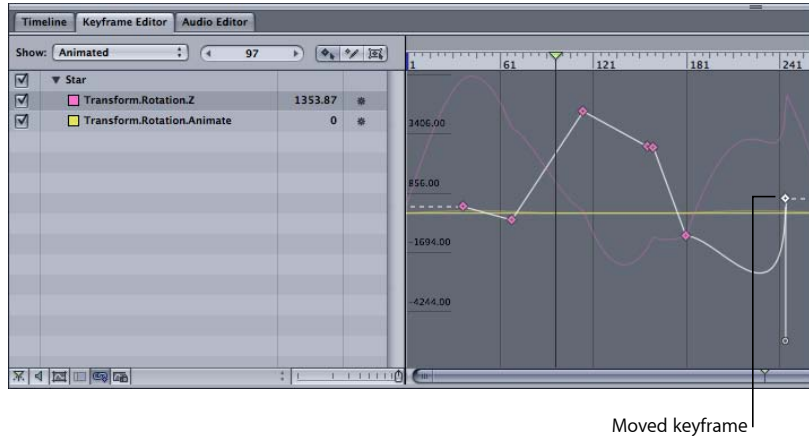 Timeline Keyframe Editor Audio Editor
Show: Animated 97
1 61 121 181 241
Star
Transform.Rotation.Z 1353.87
Transform.Rotation.Animate 0
3406.00
856.00
-1694.00
-4244.00
Moved keyframe